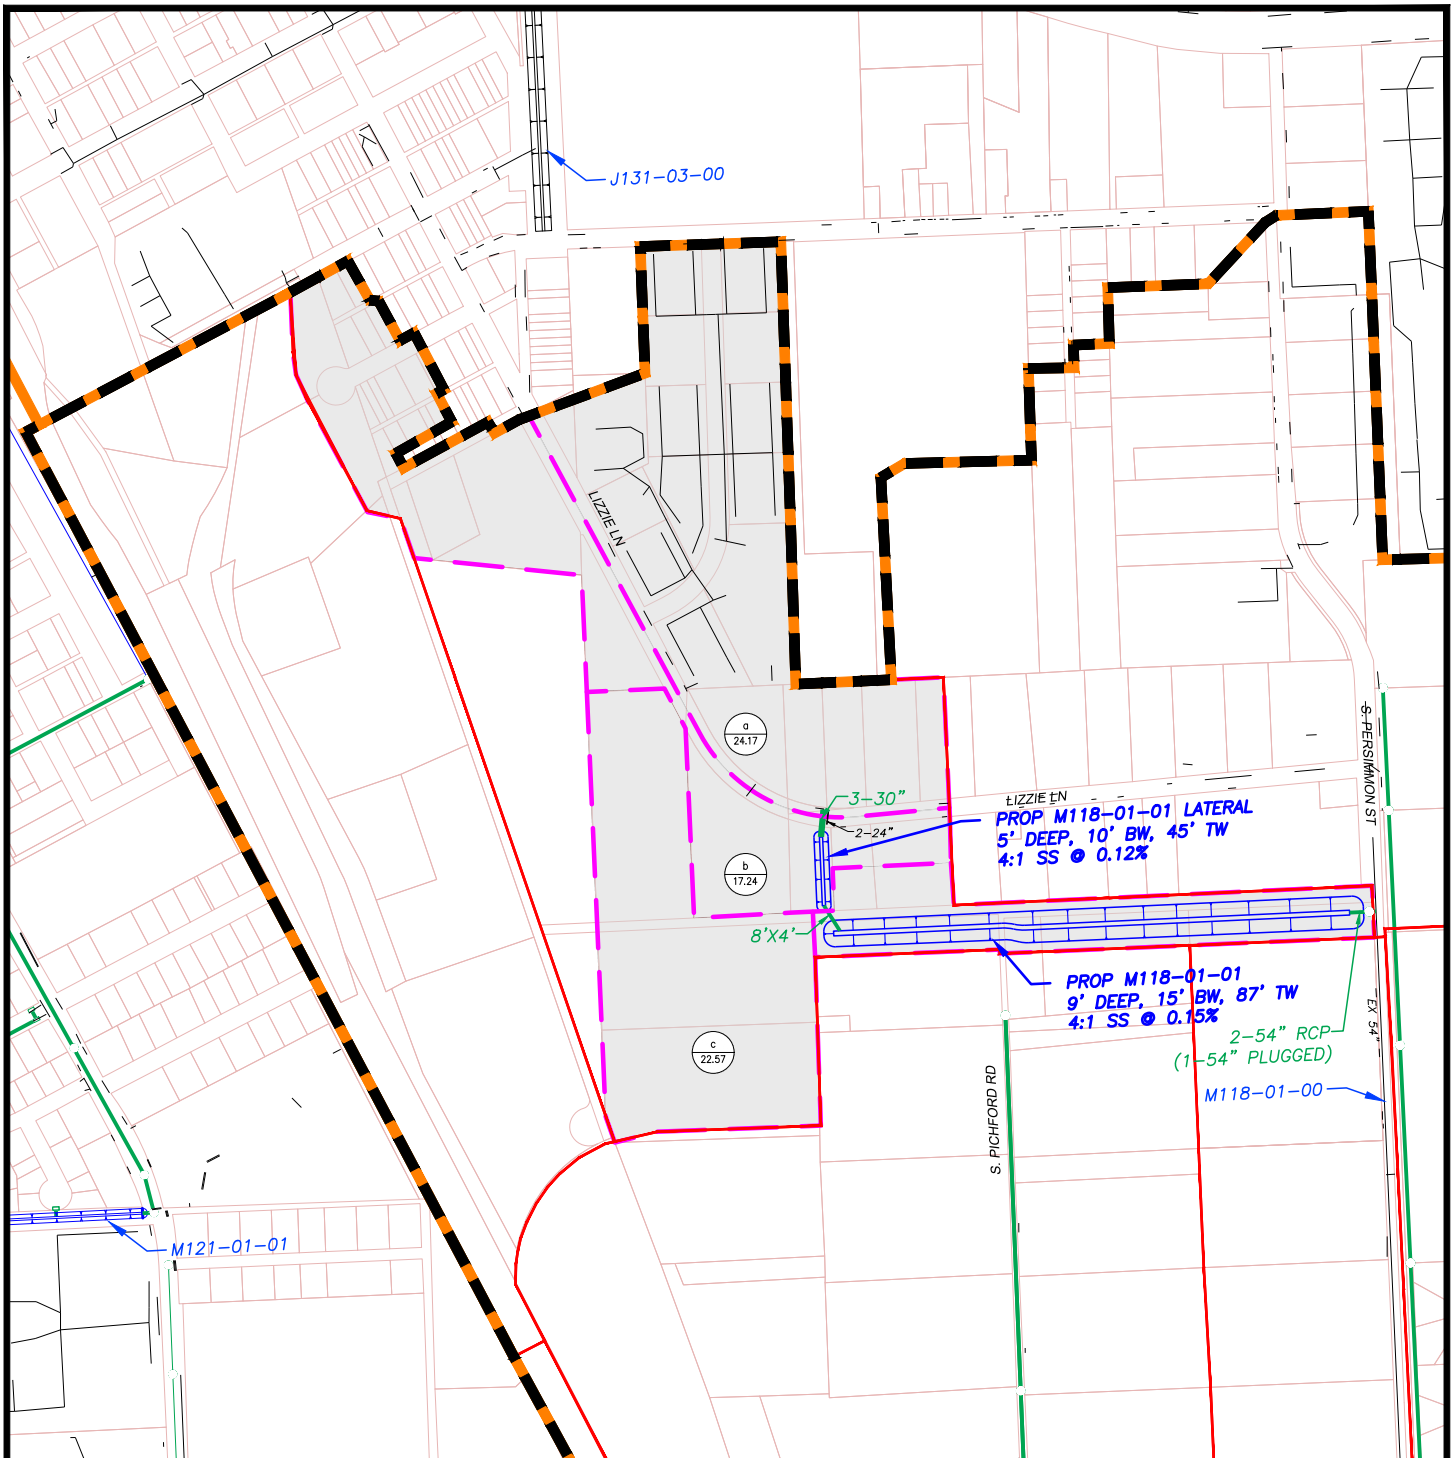 J131-03-00
LIZZIE LN
a
24.17
S. PERSIMMON ST
3-30"
LIZZIE LN
2-24"
PROP M118-01-01 LATERAL
5' DEEP, 10' BW, 45' TW
4:1 SS @ 0.12%
b
17.24
8'X4'
PROP M118-01-01
9' DEEP, 15' BW, 87' TW
4:1 SS @ 0.15%
EX 54"
2-54" RCP
(1-54" PLUGGED)
c
22.57
M118-01-00
S. PICHFORD RD
M121-01-01